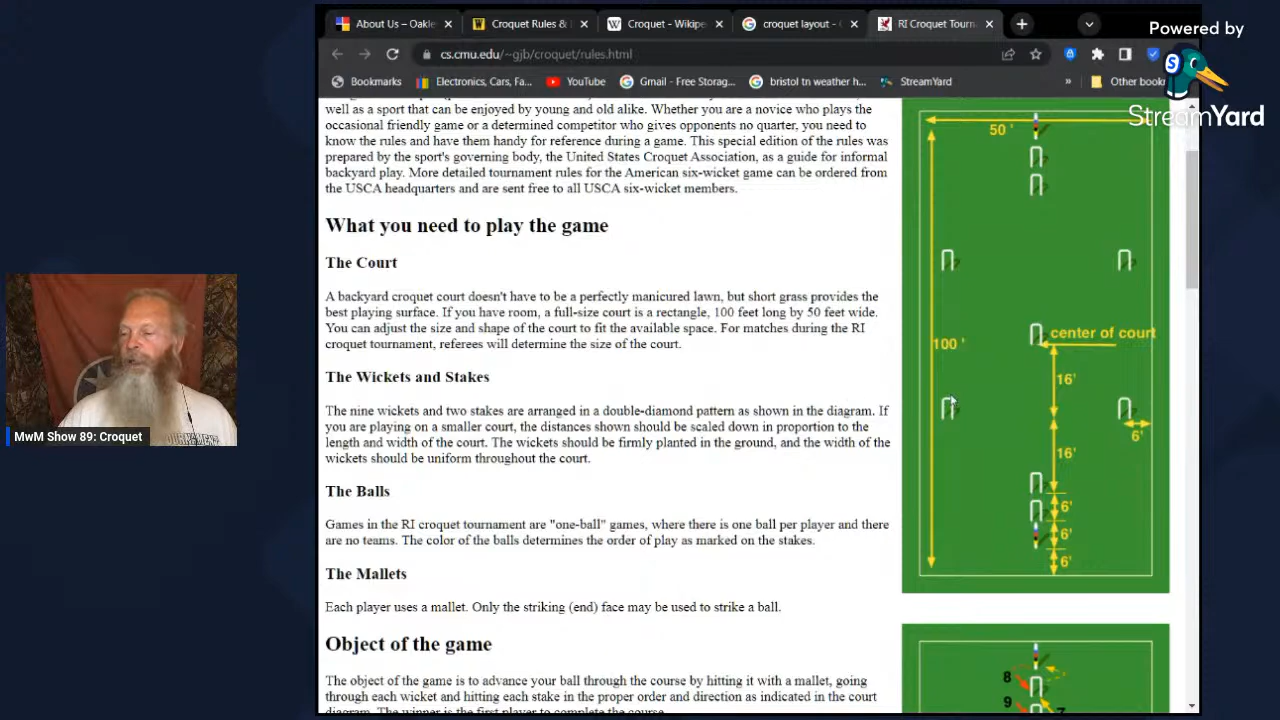 About Us – Oakle
Croquet Rules &
Croquet - Wikipe
croquet layout -
RI Croquet Tourn
Powered by
StreamYard
cs.cmu.edu/~gjb/croquet/rules.html
Bookmarks
Electronics, Cars, Fa...
YouTube
Gmail - Free Storag...
bristol tn weather h...
StreamYard
»
Other bookm
well as a sport that can be enjoyed by young and old alike. Whether you are a novice who plays the
occasional friendly game or a determined competitor who gives opponents no quarter, you need to
know the rules and have them handy for reference during a game. This special edition of the rules was
prepared by the sport's governing body, the United States Croquet Association, as a guide for informal
backyard play. More detailed tournament rules for the American six-wicket game can be ordered from
the USCA headquarters and are sent free to all USCA six-wicket members.
What you need to play the game
The Court
A backyard croquet court doesn't have to be a perfectly manicured lawn, but short grass provides the
best playing surface. If you have room, a full-size court is a rectangle, 100 feet long by 50 feet wide.
You can adjust the size and shape of the court to fit the available space. For matches during the RI
croquet tournament, referees will determine the size of the court.
The Wickets and Stakes
The nine wickets and two stakes are arranged in a double-diamond pattern as shown in the diagram. If
you are playing on a smaller court, the distances shown should be scaled down in proportion to the
length and width of the court. The wickets should be firmly planted in the ground, and the width of the
wickets should be uniform throughout the court.
The Balls
Games in the RI croquet tournament are "one-ball" games, where there is one ball per player and there
are no teams. The color of the balls determines the order of play as marked on the stakes.
The Mallets
Each player uses a mallet. Only the striking (end) face may be used to strike a ball.
Object of the game
The object of the game is to advance your ball through the course by hitting it with a mallet, going
through each wicket and hitting each stake in the proper order and direction as indicated in the court
diagram. The winner is the first player to complete the course.
50 '
center of court
100 '
16'
6'
16'
6'
6'
6'
8
9
7
MwM Show 89: Croquet